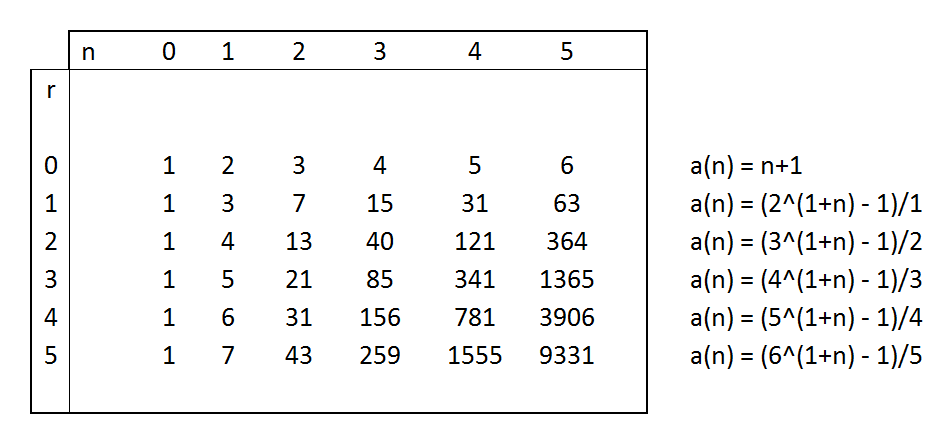 n 0 1 2 3 4 5
r
0 1 2 3 4 5 6 a(n) = n+1
1 1 3 7 15 31 63 a(n) = (2^(1+n) - 1)/1
2 1 4 13 40 121 364 a(n) = (3^(1+n) - 1)/2
3 1 5 21 85 341 1365 a(n) = (4^(1+n) - 1)/3
4 1 6 31 156 781 3906 a(n) = (5^(1+n) - 1)/4
5 1 7 43 259 1555 9331 a(n) = (6^(1+n) - 1)/5